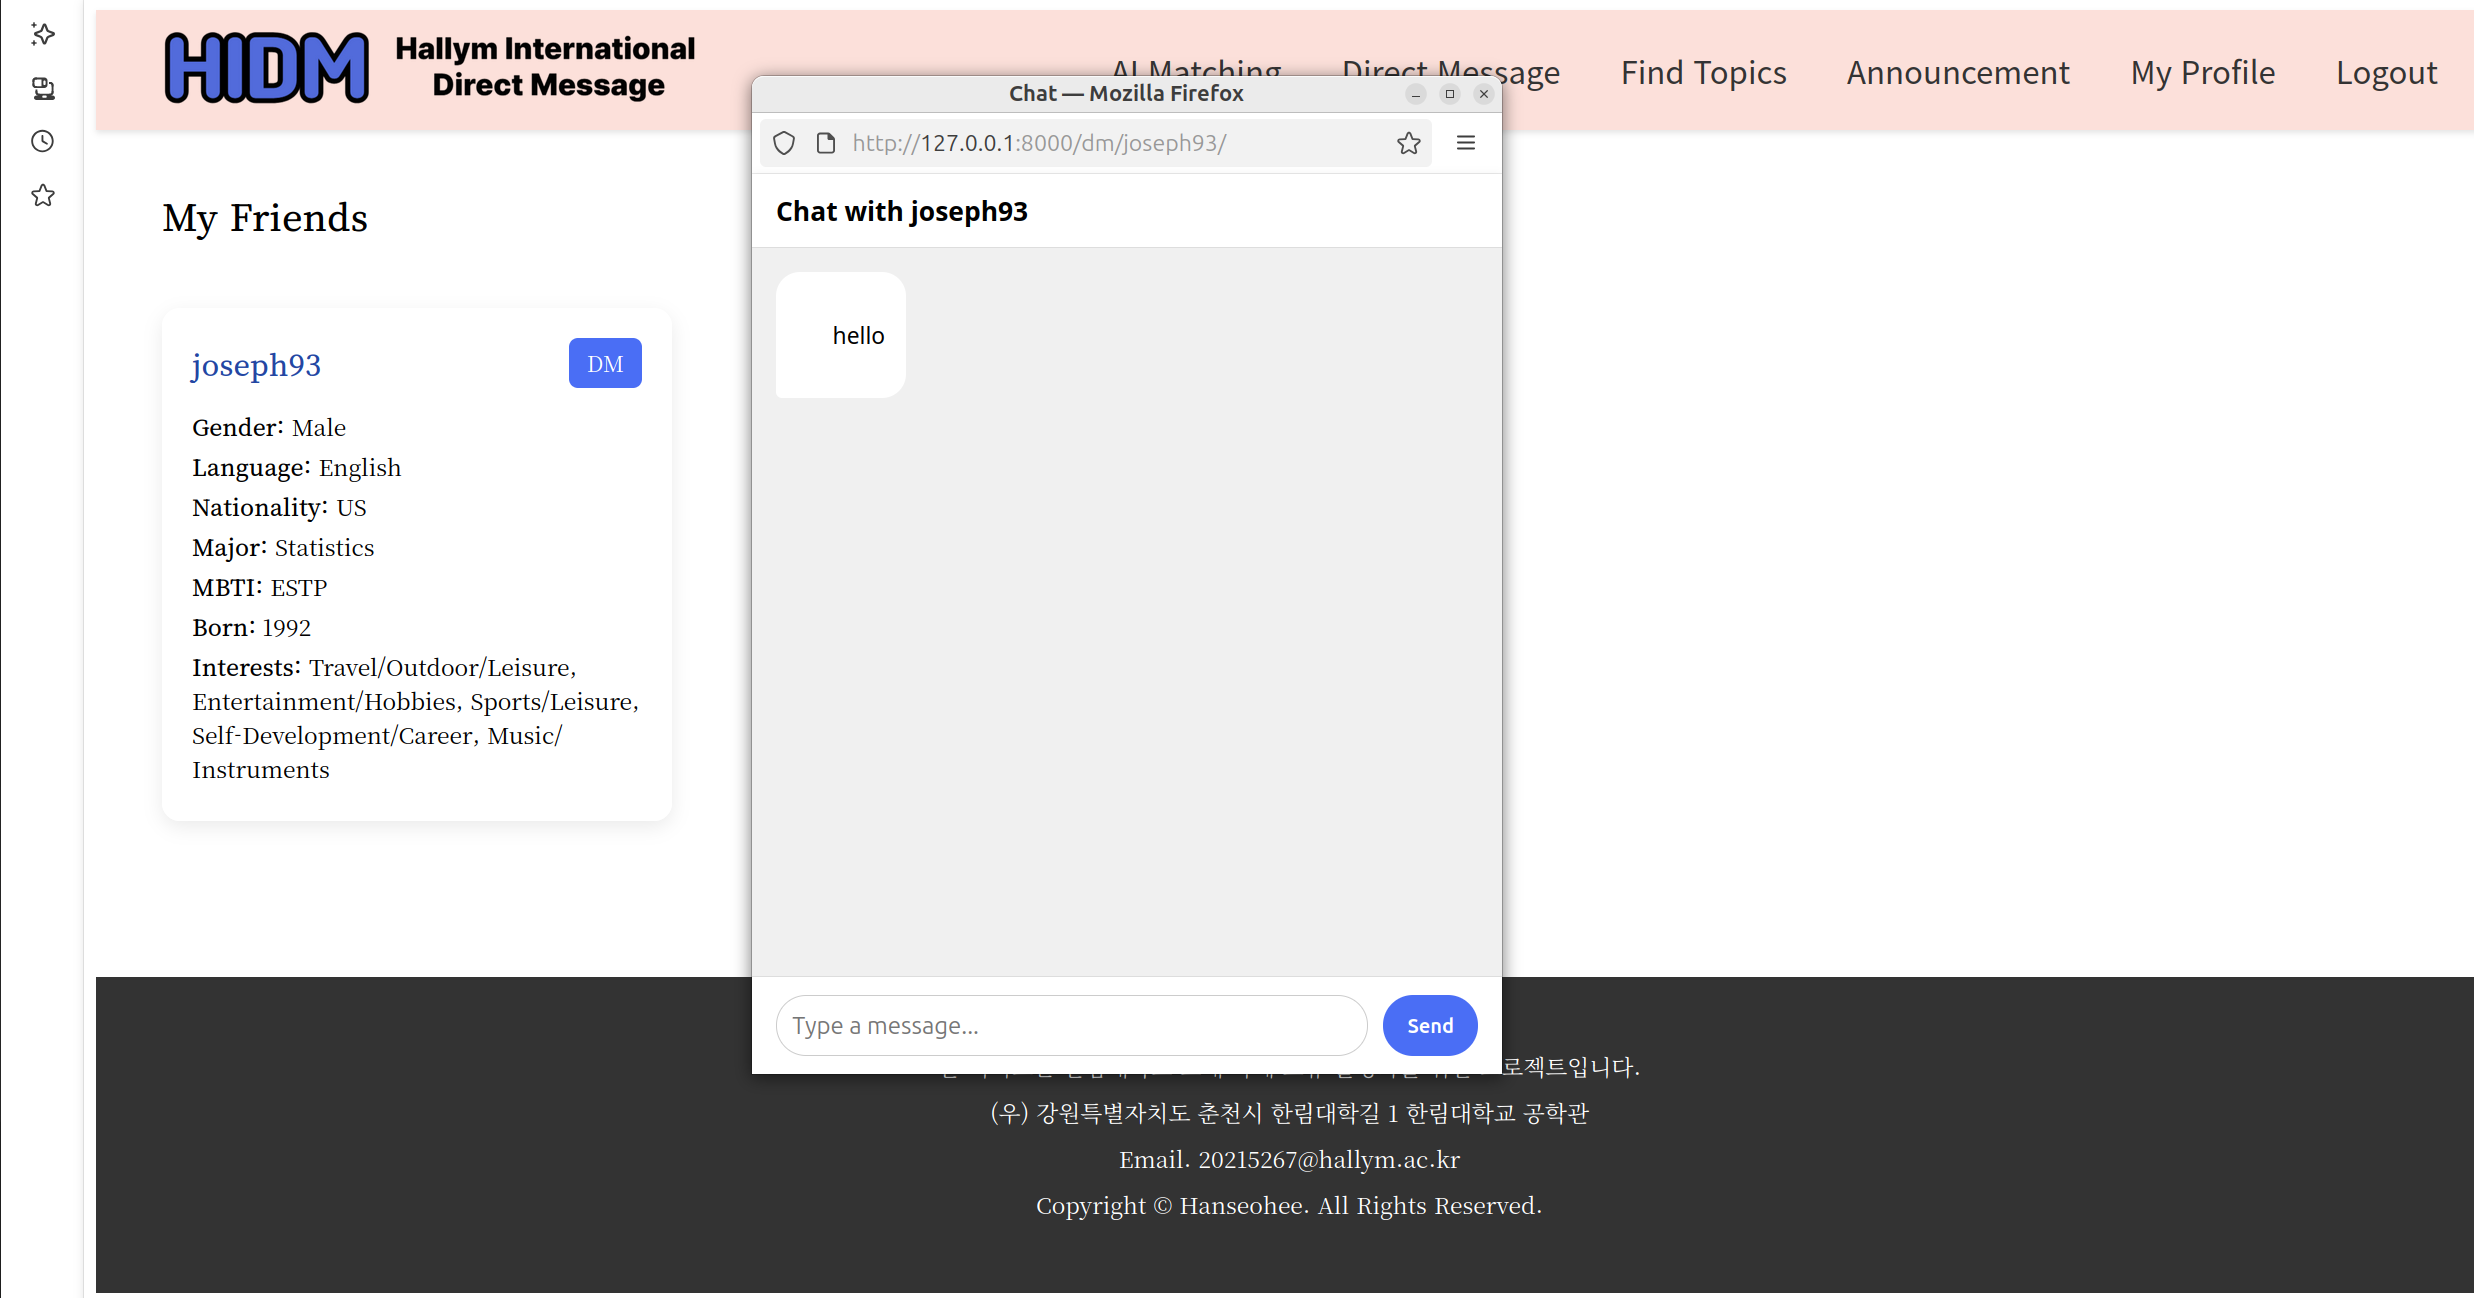 HIDM
Hallym International
Direct Message
AI Matching
Direct Message
Find Topics
Announcement
My Profile
Logout
My Friends
joseph93
DM
Gender: Male
Language: English
Nationality: US
Major: Statistics
MBTI: ESTP
Born: 1992
Interests: Travel/Outdoor/Leisure,
Entertainment/Hobbies, Sports/Leisure,
Self-Development/Career, Music/
Instruments
Chat — Mozilla Firefox
http://127.0.0.1:8000/dm/joseph93/
Chat with joseph93
hello
Type a message...
Send
로젝트입니다.
(우) 강원특별자치도 춘천시 한림대학길 1 한림대학교 공학관
Email. 20215267@hallym.ac.kr
Copyright © Hanseohee. All Rights Reserved.